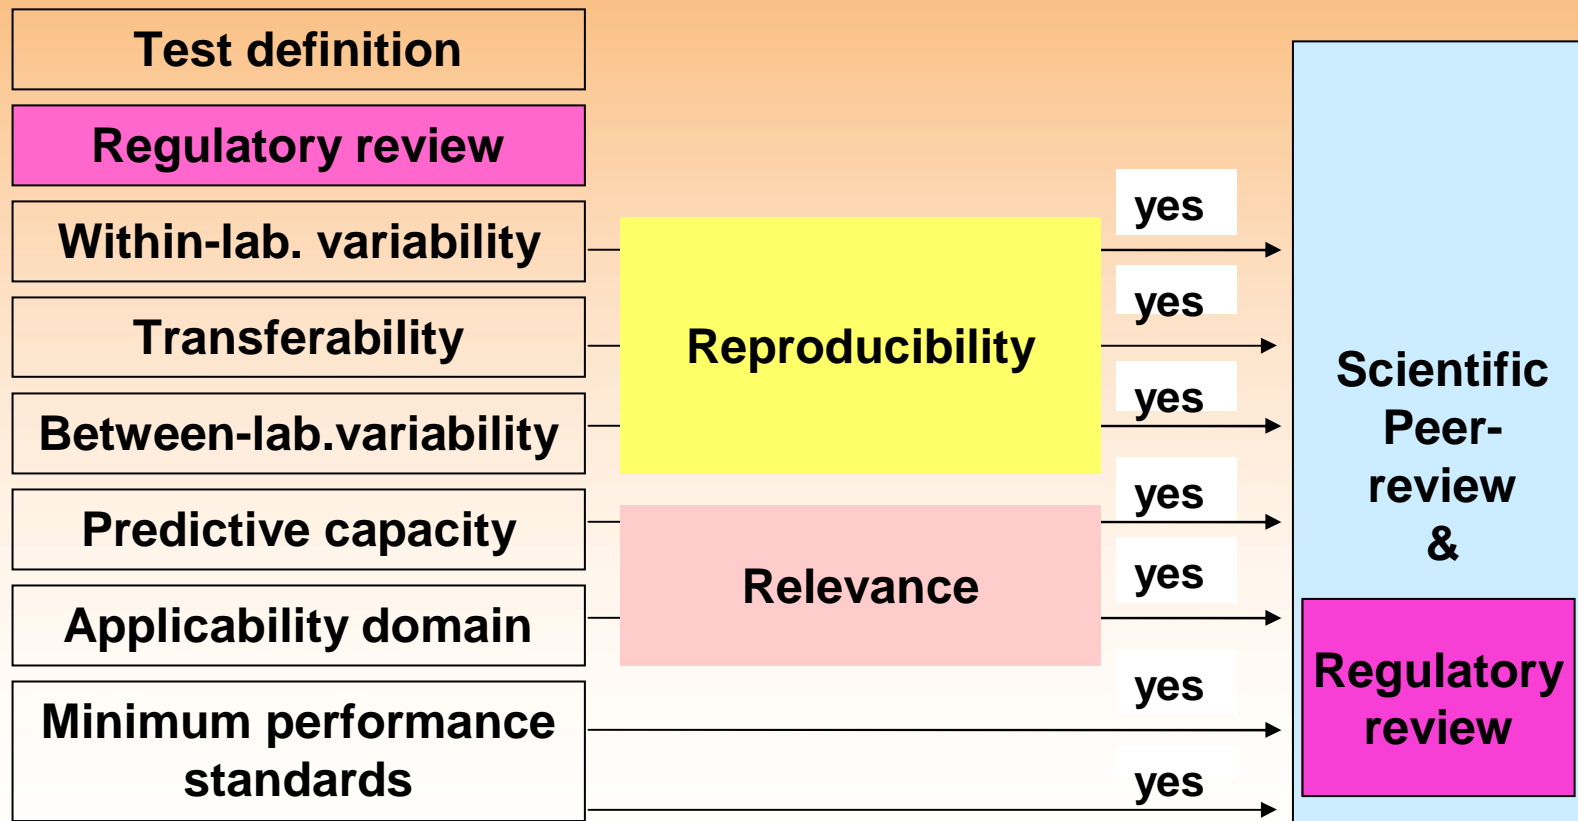 Test definition
Regulatory review
Within-lab. variability
Transferability
Between-lab.variability
Predictive capacity
Applicability domain
Minimum performance
standards
Reproducibility
Relevance
yes
yes
yes
yes
yes
yes
yes
Scientific
Peer-
review
&
Regulatory
review